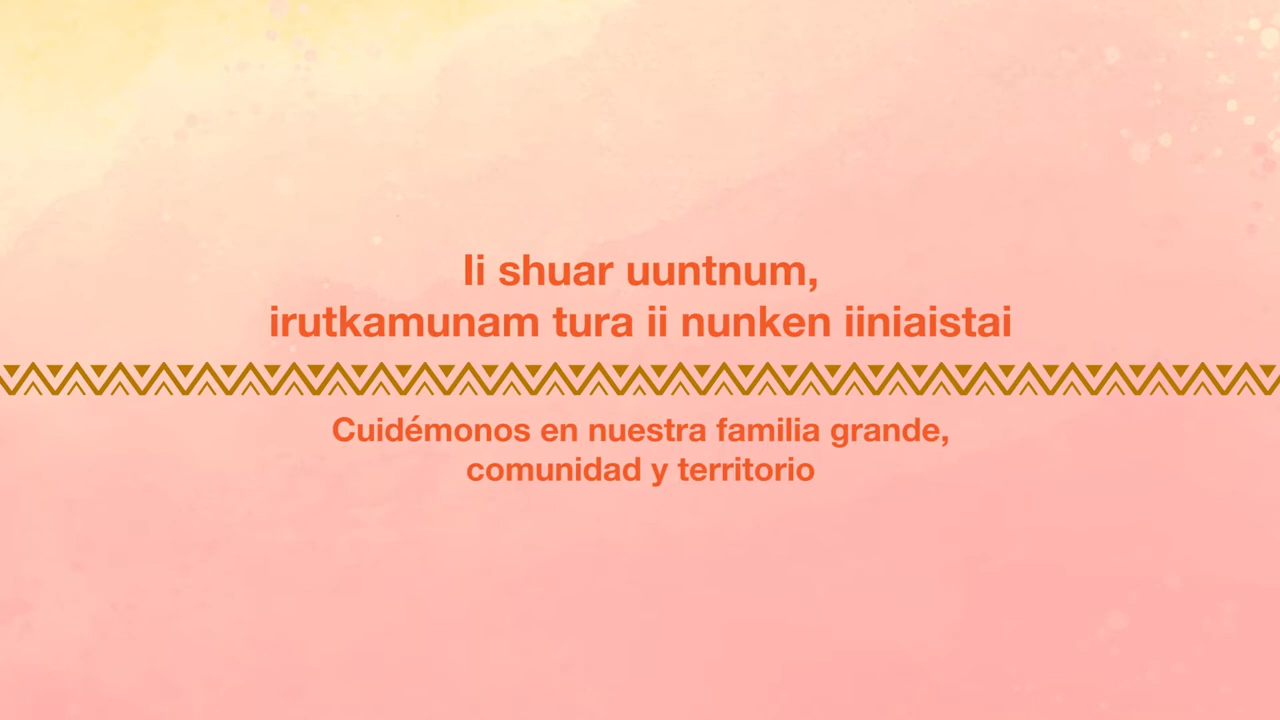 Ii shuar uuntnum,
irutkamunam tura ii nunken iiniaistai
Cuidémonos en nuestra familia grande,
comunidad y territorio